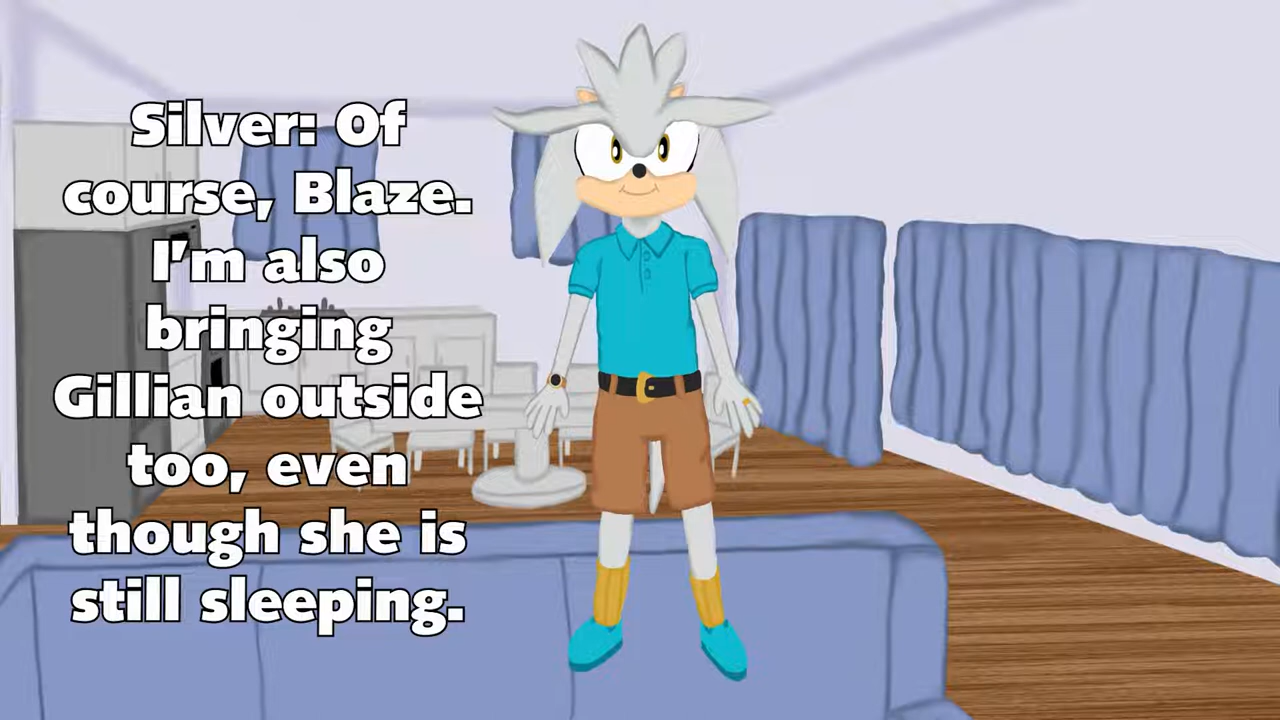 Silver: Of
course, Blaze.
I'm also
bringing
Gillian outside
too, even
though she is
still sleeping.